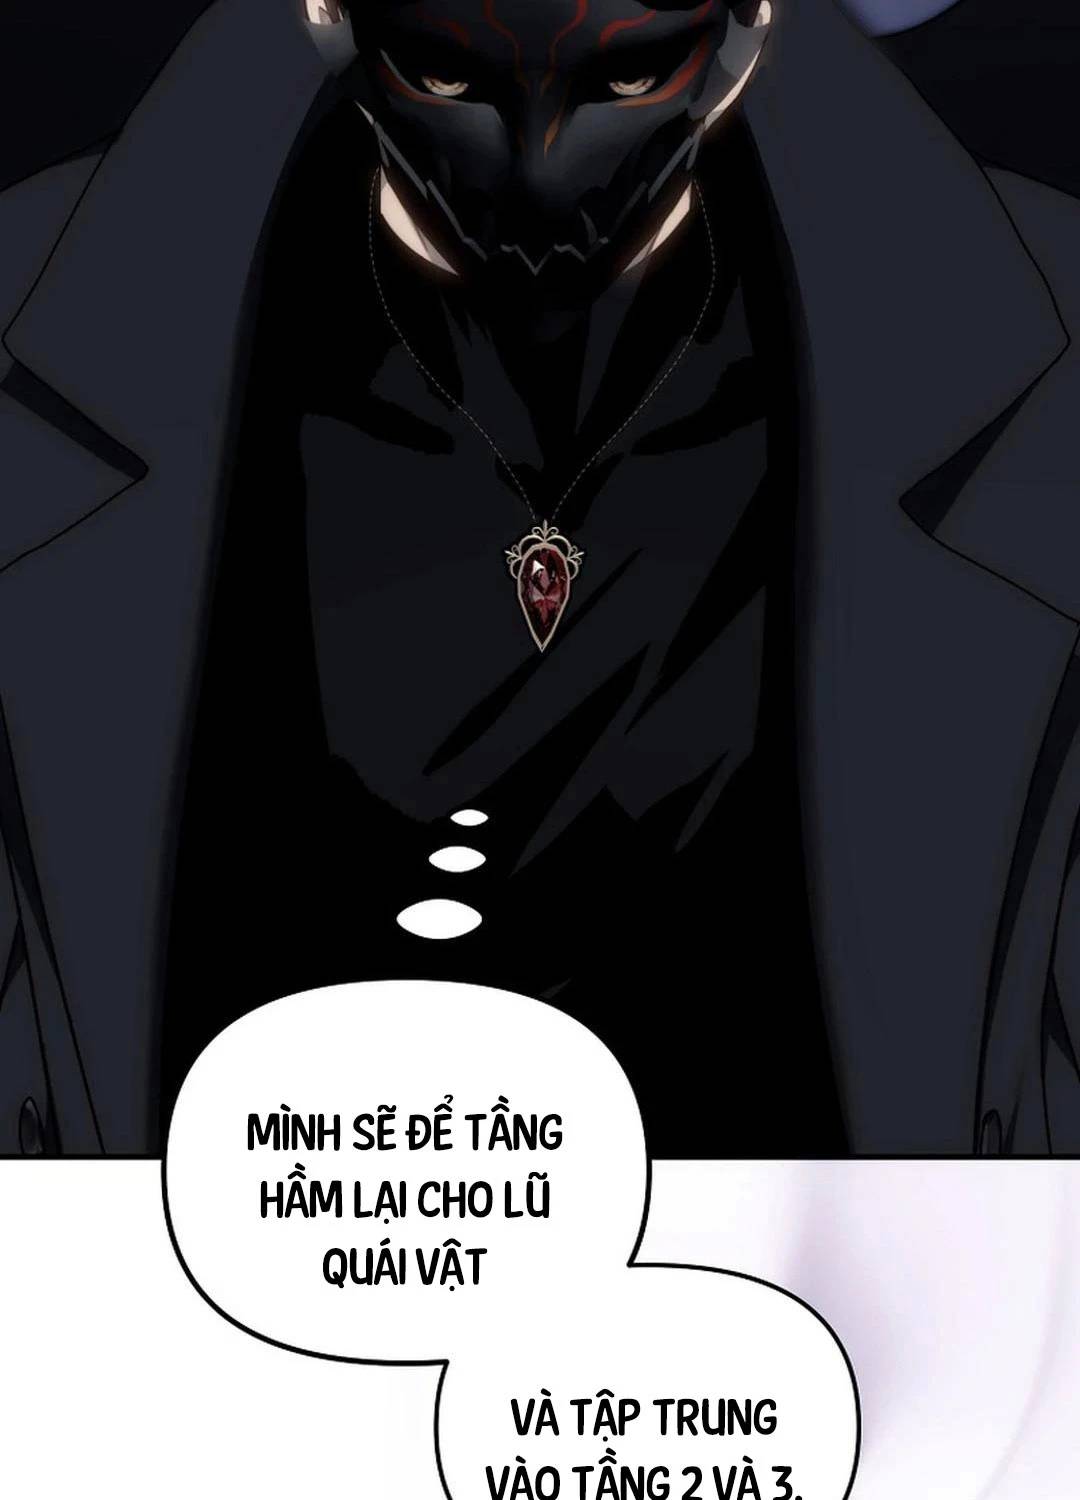 MÌNH SẼ ĐỂ TẦNG
HẦM LẠI CHO LŨ
QUÁI VẬT
VÀ TẬP TRUNG
VÀO TẦNG 2 VÀ 3.